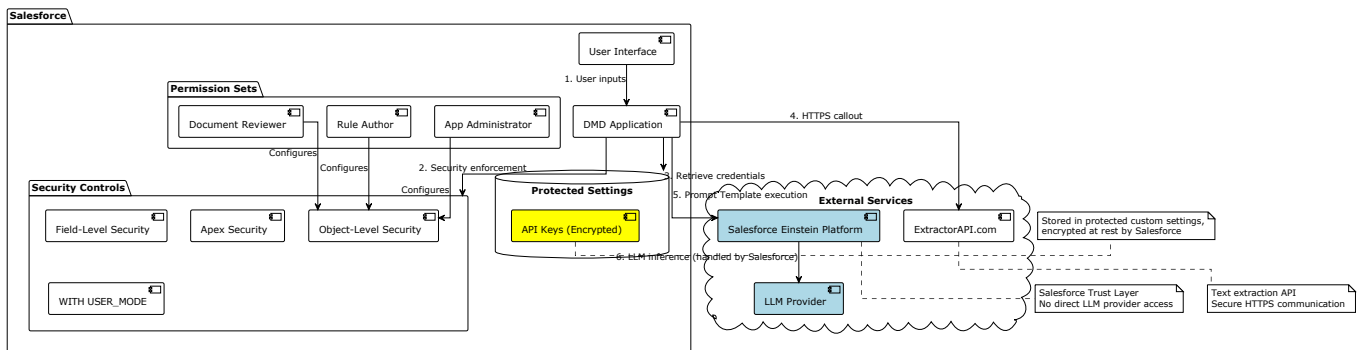 Salesforce
User Interface
1. User inputs
Permission Sets
Document Reviewer
Rule Author
App Administrator
DMD Application
4. HTTPS callout
Configures
Configures
2. Security enforcement
3. Retrieve credentials
Security Controls
Configures
Protected Settings
5. Prompt Template execution
External Services
Field-Level Security
Apex Security
Object-Level Security
API Keys (Encrypted)
Salesforce Einstein Platform
ExtractorAPI.com
Stored in protected custom settings,
encrypted at rest by Salesforce
6. LLM inference (handled by Salesforce)
WITH USER_MODE
LLM Provider
Salesforce Trust Layer
No direct LLM provider access
Text extraction API
Secure HTTPS communication